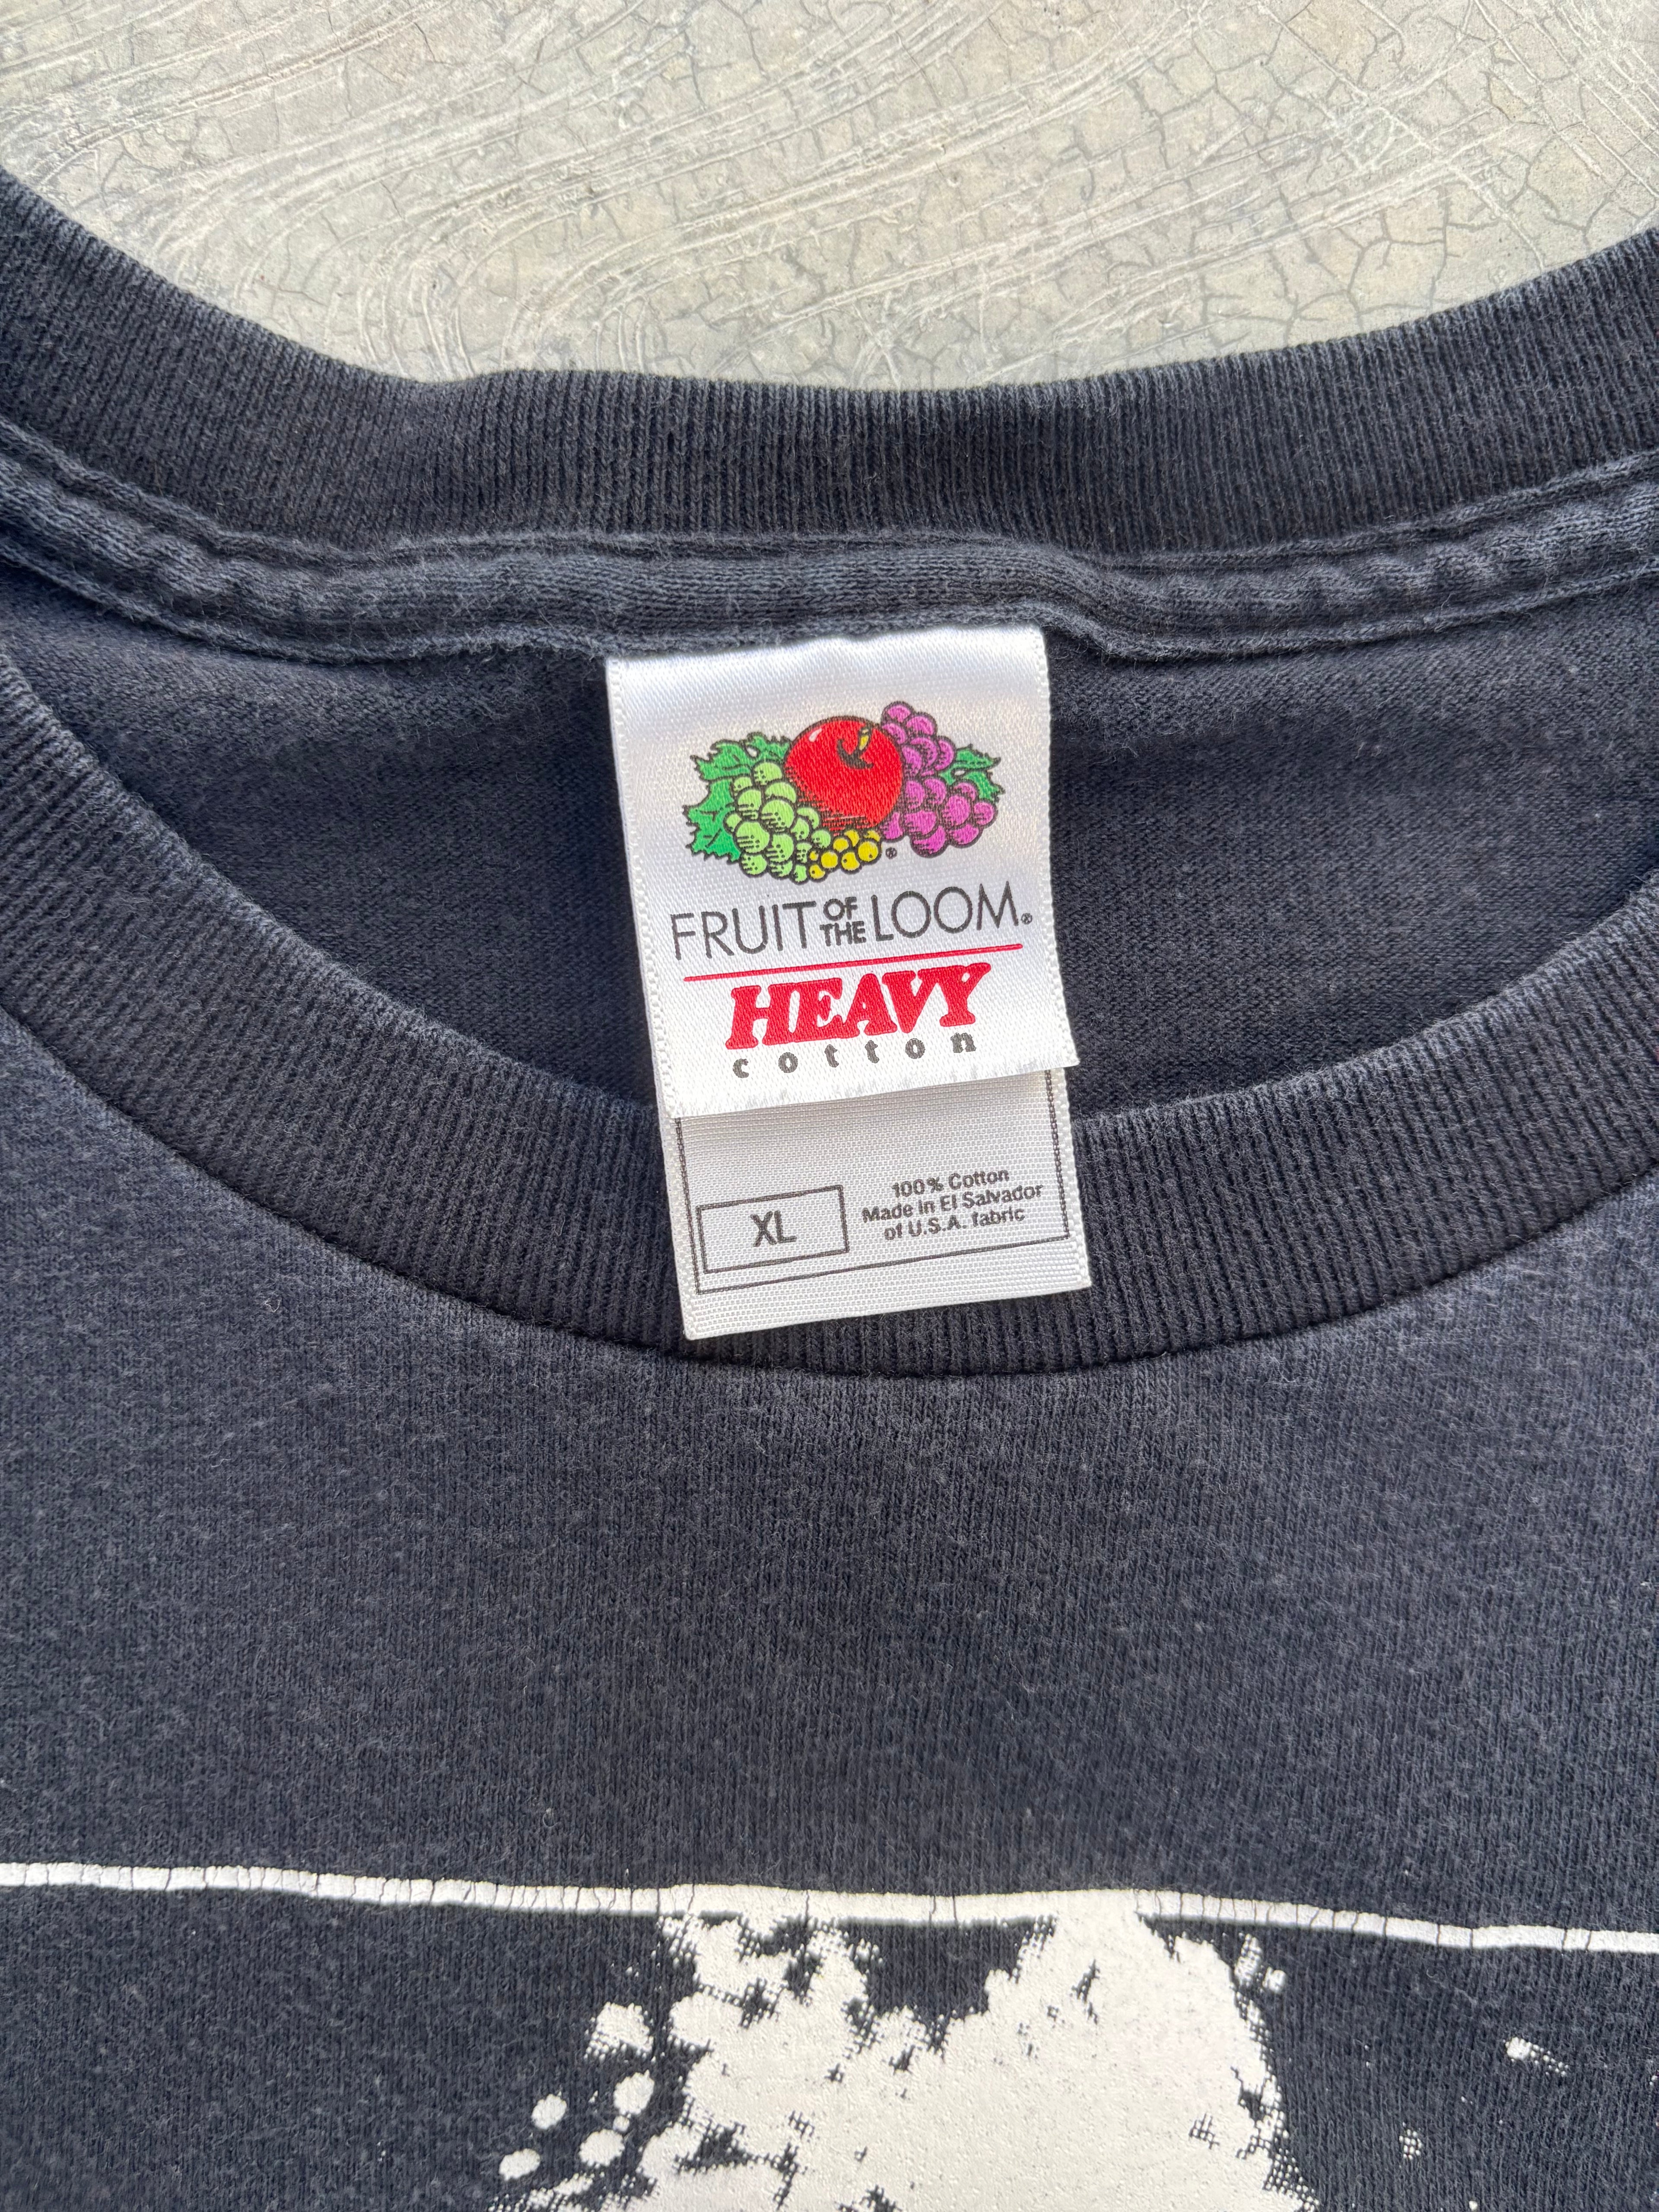 FRUIT OF THE LOOM®
HEAVY
cotton
XL
100% Cotton
Made in El Salvador
of U.S.A. fabric